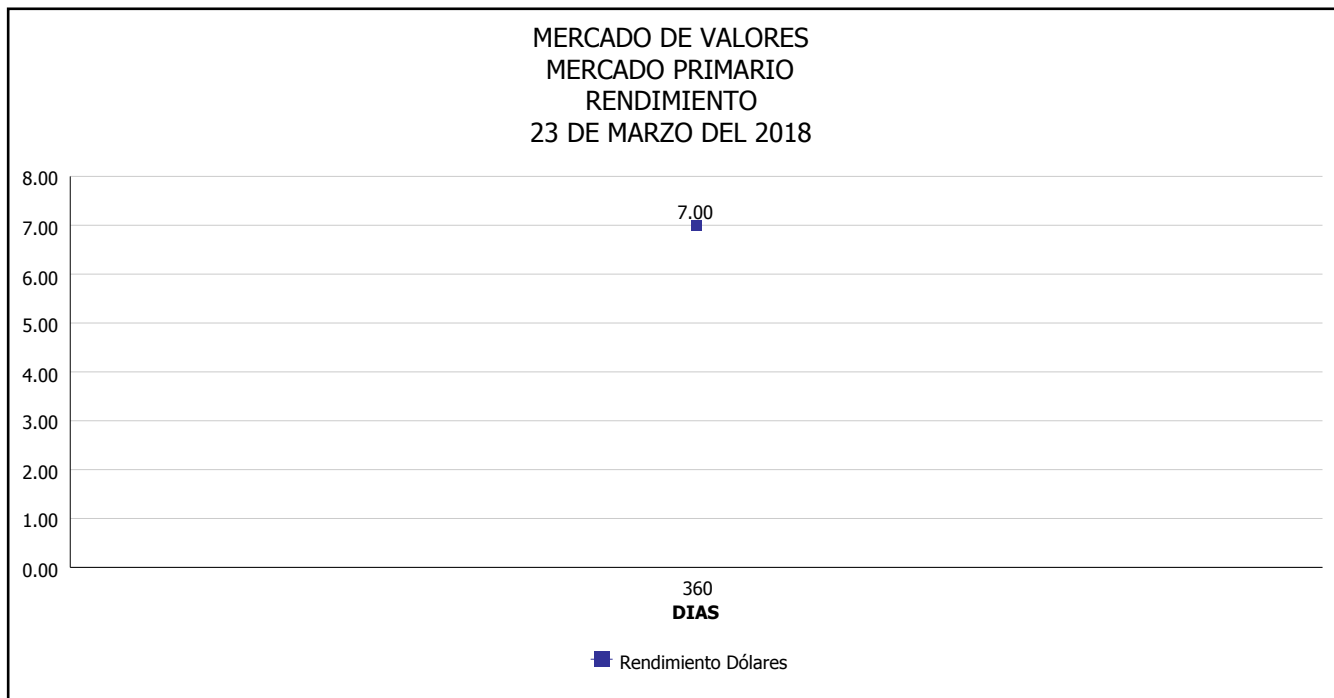 MERCADO DE VALORES
MERCADO PRIMARIO
RENDIMIENTO
23 DE MARZO DEL 2018
8.00
7.00
7.00
6.00
5.00
4.00
3.00
2.00
1.00
0.00
360
DIAS
Rendimiento Dólares